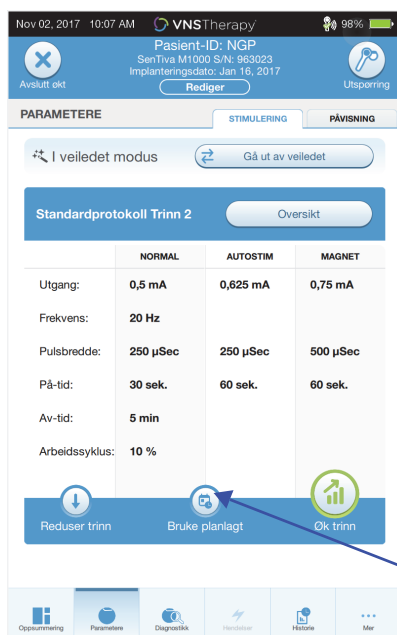 Nov 02, 2017 10:07 AM VNSTherapy 98%
Pasient-ID: NGP
SenTiva M1000 S/N: 963023
Implanteringsdato: Jan 16, 2017
Avslutt økt Rediger Utspørring
PARAMETERE STIMULERING PÅVISNING
I veiledet modus Gå ut av veiledet
Standardprotokoll Trinn 2 Oversikt
NORMAL AUTOSTIM MAGNET
Utgang: 0,5 mA 0,625 mA 0,75 mA
Frekvens: 20 Hz
Pulsbredde: 250 µSec 250 µSec 500 µSec
På-tid: 30 sek. 60 sek. 60 sek.
Av-tid: 5 min
Arbeidssyklus: 10 %
Reduser trinn Bruke planlagt Øk trinn
Oppsummering Parametere Diagnostikk Hendelser Historie Mer